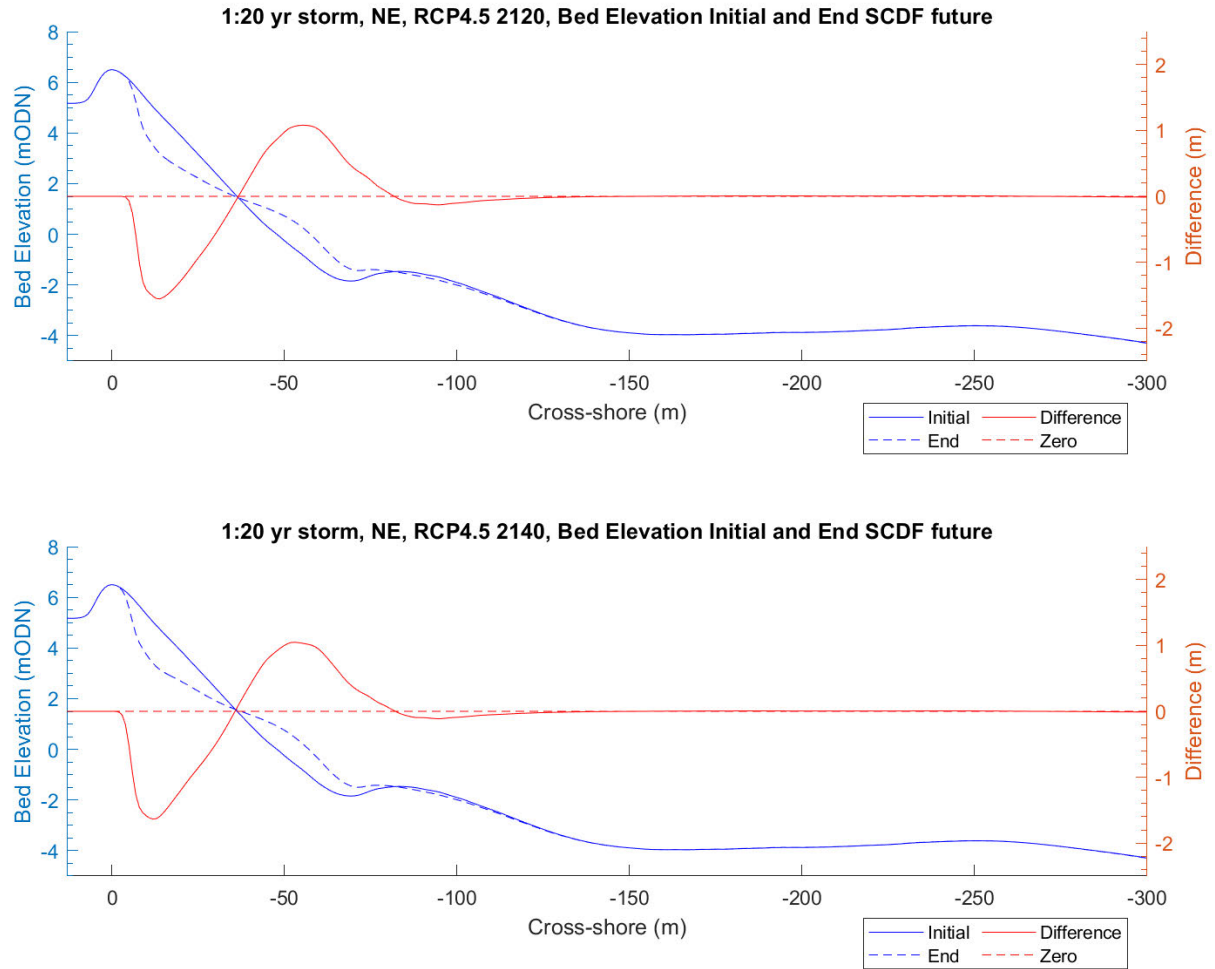 1:20 yr storm, NE, RCP4.5 2120, Bed Elevation Initial and End SCDF future
8
6
4
2
0
-2
-4
Bed Elevation (mODN)
2
1
0
-1
-2
Difference (m)
0 -50 -100 -150 -200 -250 -300
Cross-shore (m)
Initial Difference
End Zero
1:20 yr storm, NE, RCP4.5 2140, Bed Elevation Initial and End SCDF future
8
6
4
2
0
-2
-4
Bed Elevation (mODN)
2
1
0
-1
-2
Difference (m)
0 -50 -100 -150 -200 -250 -300
Cross-shore (m)
Initial Difference
End Zero